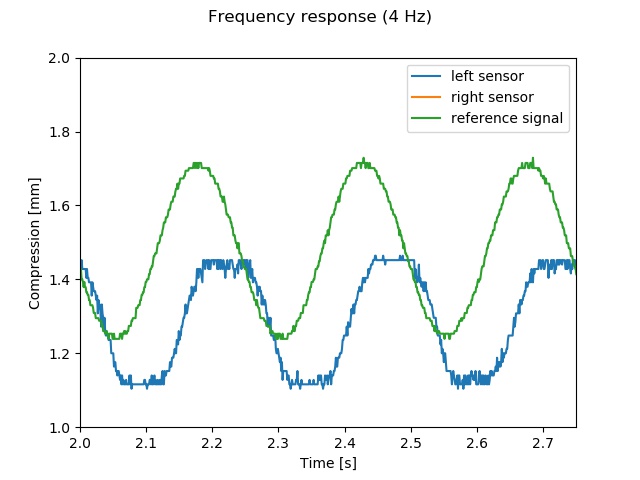 Frequency response (4 Hz)
2.0
left sensor
right sensor
reference signal
1.8
1.6
1.4
1.2
1.0
Compression [mm]
2.0 2.1 2.2 2.3 2.4 2.5 2.6 2.7
Time [s]